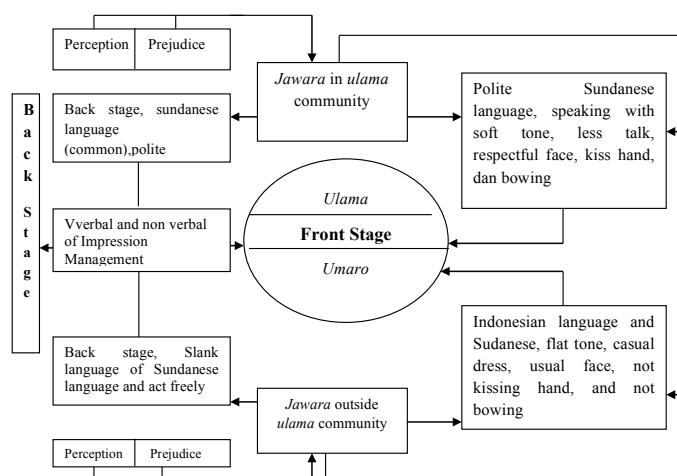 Perception
Prejudice
Jawara in ulama
community
Back Stage
Back stage, sundanese
language
(common),polite
Polite Sundanese
language, speaking with
soft tone, less talk,
respectful face, kiss hand,
dan bowing
Vverbal and non verbal
of Impression
Management
Ulama
Front Stage
Umaro
Back stage, Slank
language of Sundanese
language and act freely
Indonesian language and
Sudanese, flat tone, casual
dress, usual face, not
kissing hand, and not
bowing
Jawara outside
ulama community
Perception
Prejudice